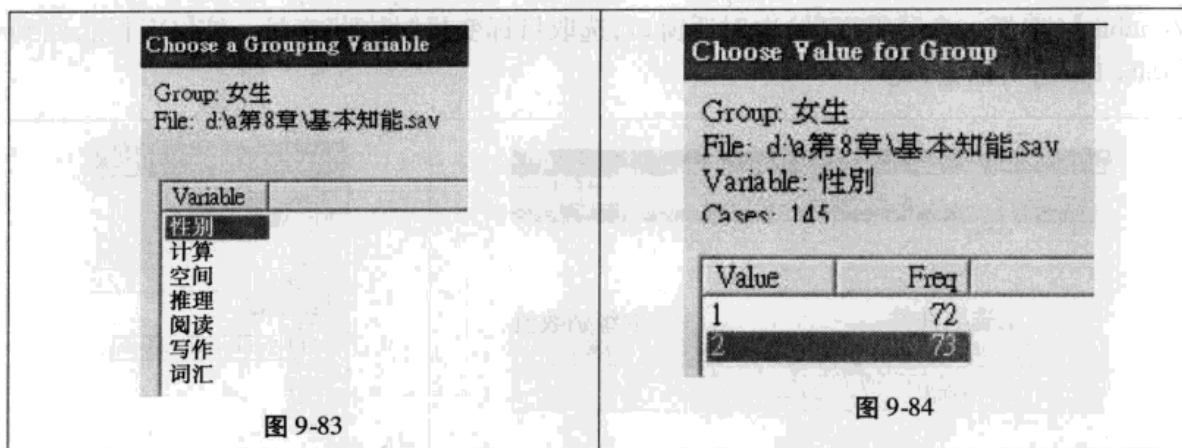 Choose a Grouping Variable
Group: 女生
File: d:\a第8章\基本知能.sav
Variable
性别
计算
空间
推理
阅读
写作
词汇
图 9-83
Choose Value for Group
Group: 女生
File: d:\a第8章\基本知能.sav
Variable: 性别
Cases: 145
Value Freq
1 72
2 73
图 9-84